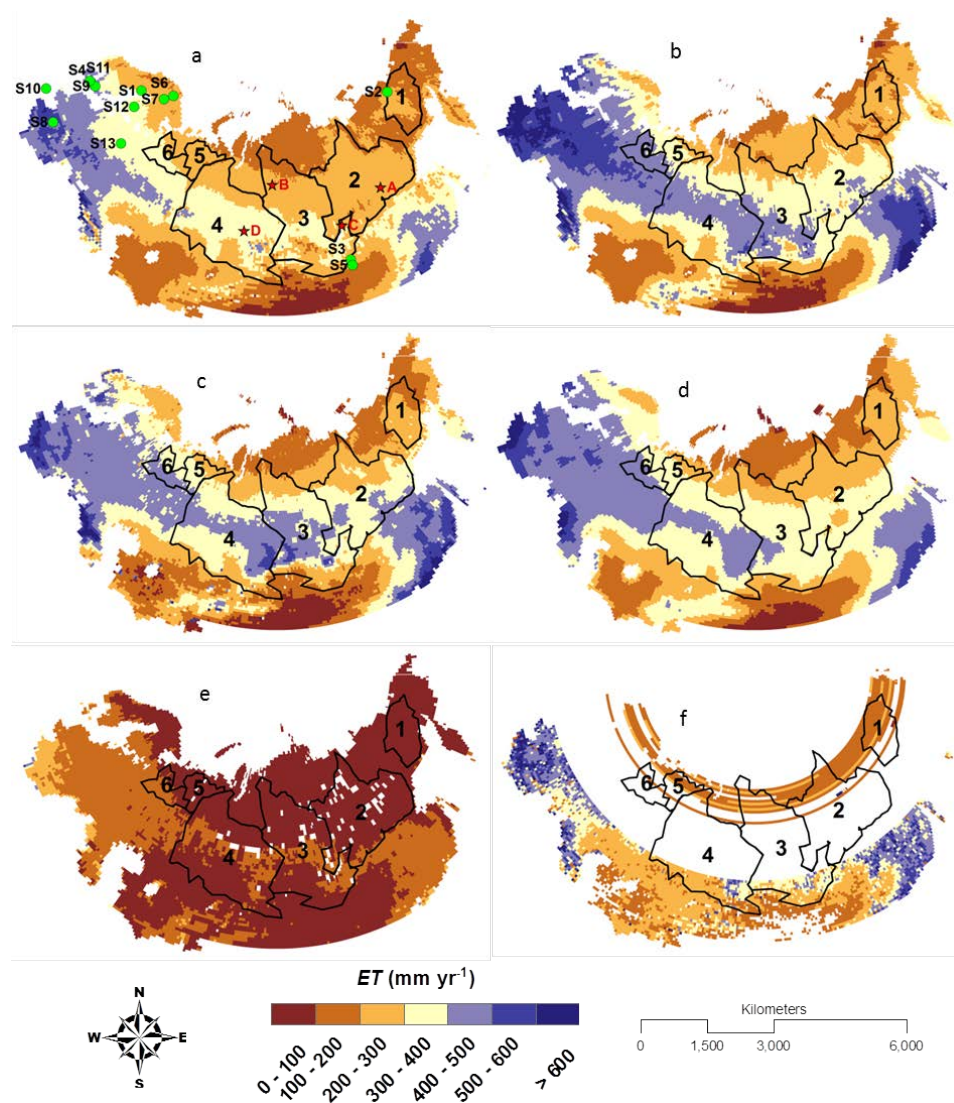 a
S4 S11
S10
S9
S1
S6
S12
S7
S8
S13
S2
1
6
5
2
A
B
4
3
C
D
S3
S5
b
1
6
5
2
4
3
c
1
6
5
2
4
3
d
1
6
5
2
4
3
e
1
6
5
2
4
3
f
1
6
5
2
4
3
N
W E
S
ET (mm yr-1)
0 - 100
100 - 200
200 - 300
300 - 400
400 - 500
500 - 600
> 600
Kilometers
0 1,500 3,000 6,000